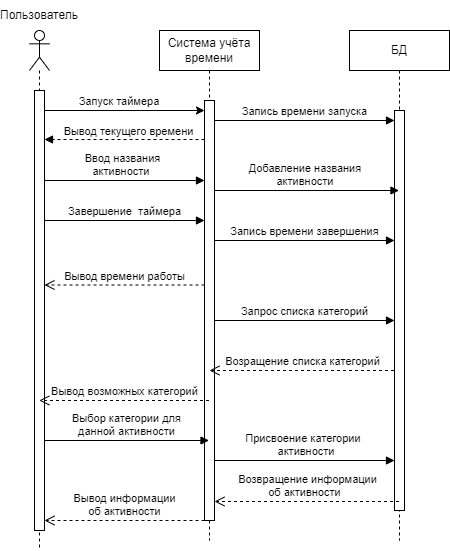 Пользователь
Система учёта
времени
БД
Запуск таймера
Запись времени запуска
Вывод текущего времени
Ввод названия
активности
Добавление названия
активности
Завершение таймера
Запись времени завершения
Вывод времени работы
Запрос списка категорий
Возращение списка категорий
Вывод возможных категорий
Выбор категории для
данной активности
Присвоение категории
активности
Возвращение информации
об активности
Вывод информации
об активности